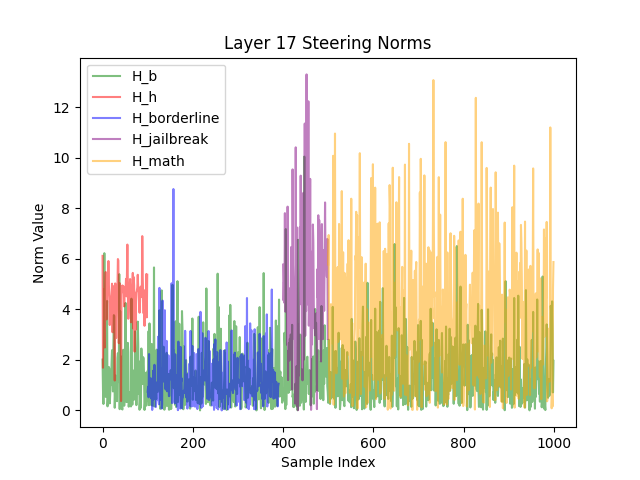 Layer 17 Steering Norms
H_b
H_h
H_borderline
H_jailbreak
H_math
Norm Value
12
10
8
6
4
2
0
0 200 400 600 800 1000
Sample Index